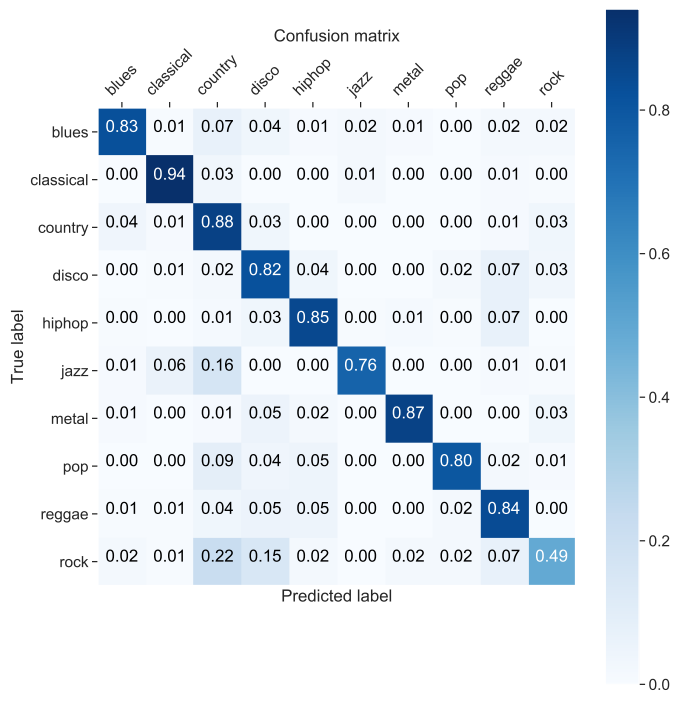 Confusion matrix
blues classical country disco hiphop jazz metal pop reggae rock
blues 0.83 0.01 0.07 0.04 0.01 0.02 0.01 0.00 0.02 0.02
classical 0.00 0.94 0.03 0.00 0.00 0.01 0.00 0.00 0.01 0.00
country 0.04 0.01 0.88 0.03 0.00 0.00 0.00 0.00 0.01 0.03
disco 0.00 0.01 0.02 0.82 0.04 0.00 0.00 0.02 0.07 0.03
hiphop 0.00 0.00 0.01 0.03 0.85 0.00 0.01 0.00 0.07 0.00
jazz 0.01 0.06 0.16 0.00 0.00 0.76 0.00 0.00 0.01 0.01
metal 0.01 0.00 0.01 0.05 0.02 0.00 0.87 0.00 0.00 0.03
pop 0.00 0.00 0.09 0.04 0.05 0.00 0.00 0.80 0.02 0.01
reggae 0.01 0.01 0.04 0.05 0.05 0.00 0.00 0.02 0.84 0.00
rock 0.02 0.01 0.22 0.15 0.02 0.00 0.02 0.02 0.07 0.49
True label
Predicted label
0.8
0.6
0.4
0.2
0.0